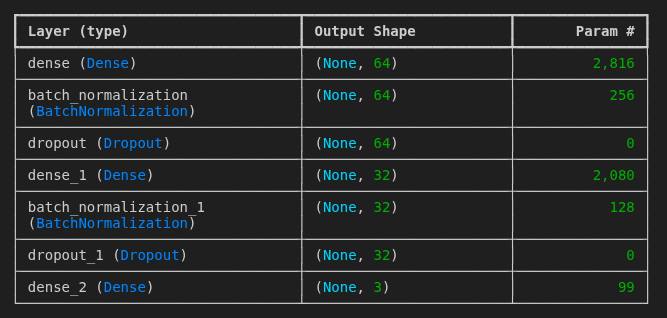 Layer (type) Output Shape Param #
dense (Dense) (None, 64) 2,816
batch_normalization (None, 64) 256
(BatchNormalization)
dropout (Dropout) (None, 64) 0
dense_1 (Dense) (None, 32) 2,080
batch_normalization_1 (None, 32) 128
(BatchNormalization)
dropout_1 (Dropout) (None, 32) 0
dense_2 (Dense) (None, 3) 99